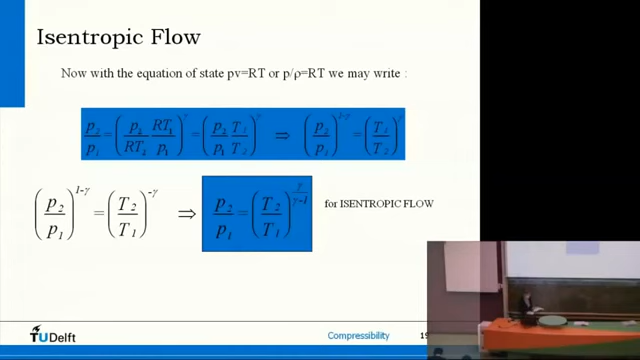 Isentropic Flow
Now with the equation of state pv=RT or p/ρ=RT we may write :
p₂/p₁ = (p₂/RT₂ RT₁/p₁)^γ = (p₂/p₁ T₁/T₂)^γ ⇒ (p₂/p₁)^(1-γ) = (T₁/T₂)^γ
(p₂/p₁)^(1-γ) = (T₂/T₁)^(-γ) ⇒ p₂/p₁ = (T₂/T₁)^(γ/(γ-1)) for ISENTROPIC FLOW
TU Delft
Compressibility